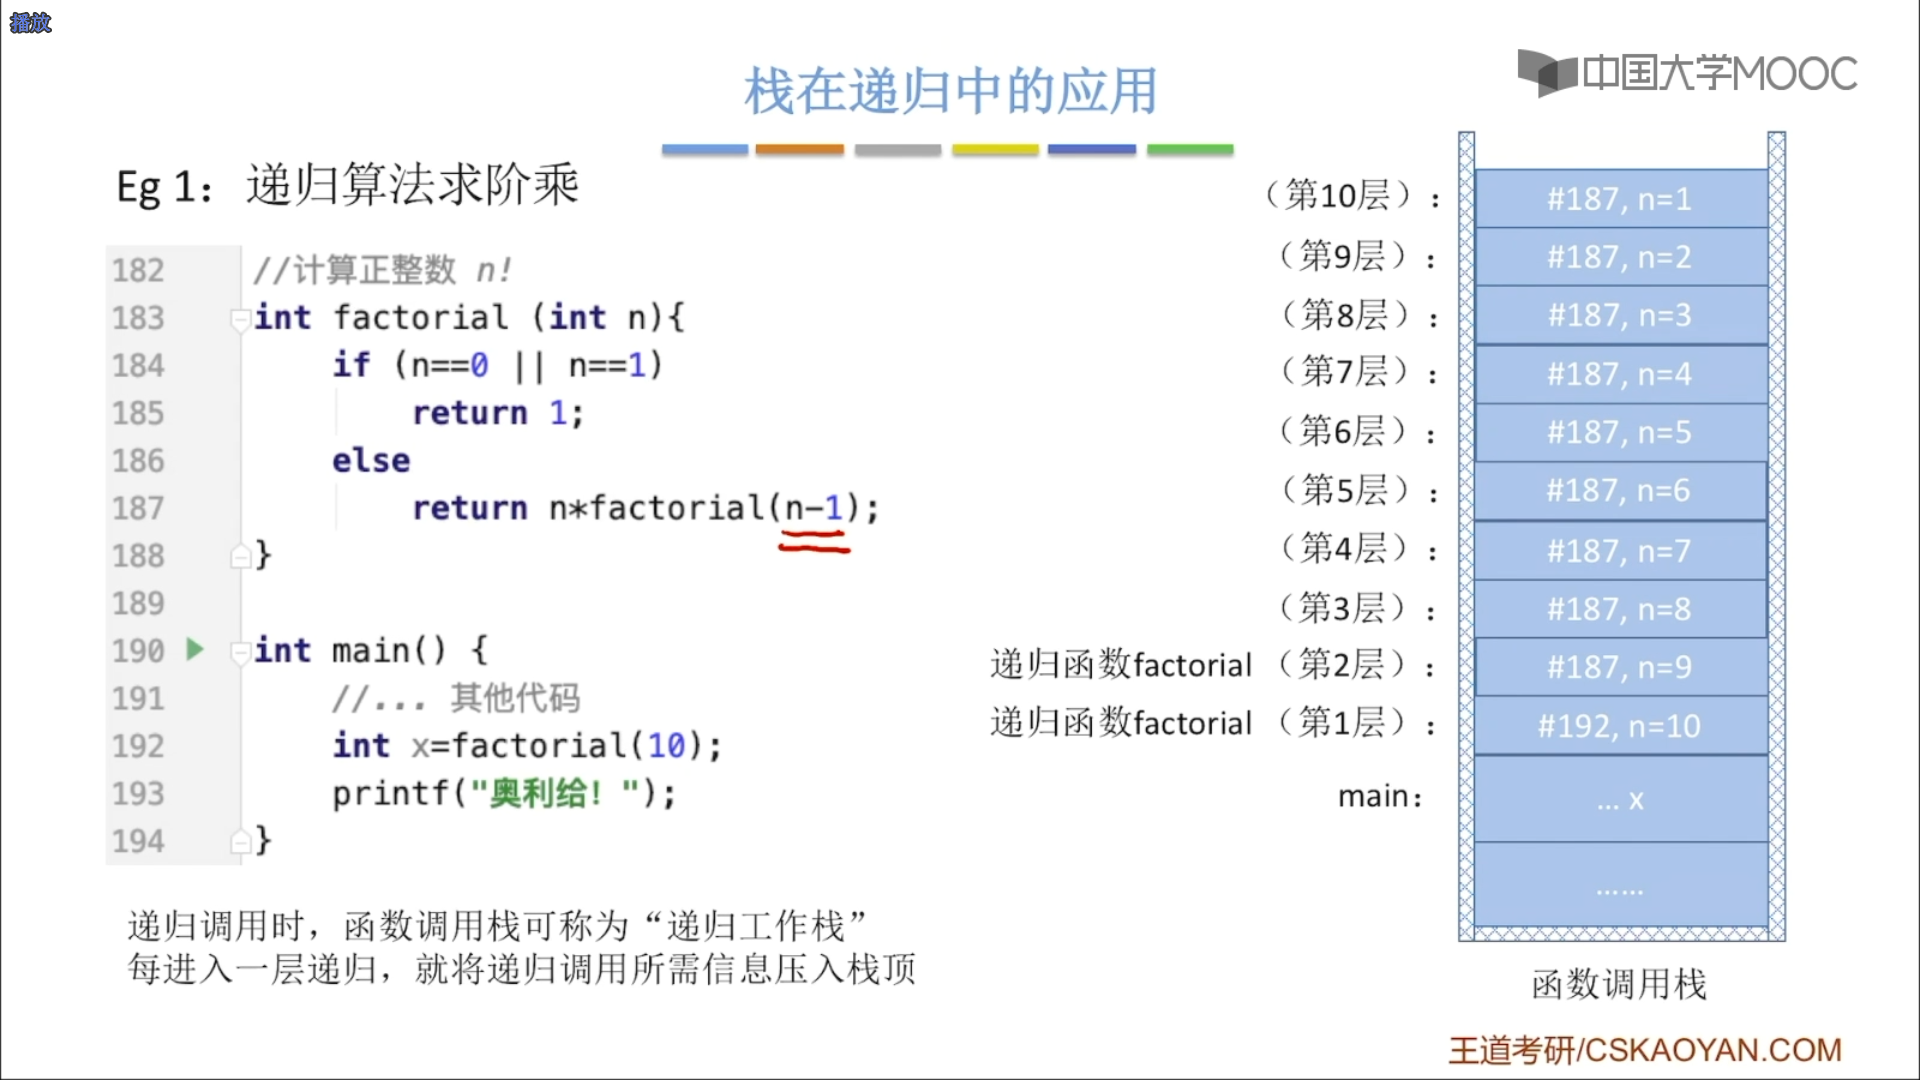 播放
栈在递归中的应用
中国大学MOOC
Eg 1：递归算法求阶乘
182 //计算正整数 n!
183 int factorial (int n){
184 if (n==0 || n==1)
185 return 1;
186 else
187 return n*factorial(n-1);
188 }
189
190 int main() {
191 //... 其他代码
192 int x=factorial(10);
193 printf("奥利给！");
194 }
递归调用时，函数调用栈可称为“递归工作栈”
每进入一层递归，就将递归调用所需信息压入栈顶
（第10层）： #187, n=1
（第9层）： #187, n=2
（第8层）： #187, n=3
（第7层）： #187, n=4
（第6层）： #187, n=5
（第5层）： #187, n=6
（第4层）： #187, n=7
（第3层）： #187, n=8
递归函数factorial （第2层）： #187, n=9
递归函数factorial （第1层）： #192, n=10
main： ... x
......
函数调用栈
王道考研/CSKAOYAN.COM